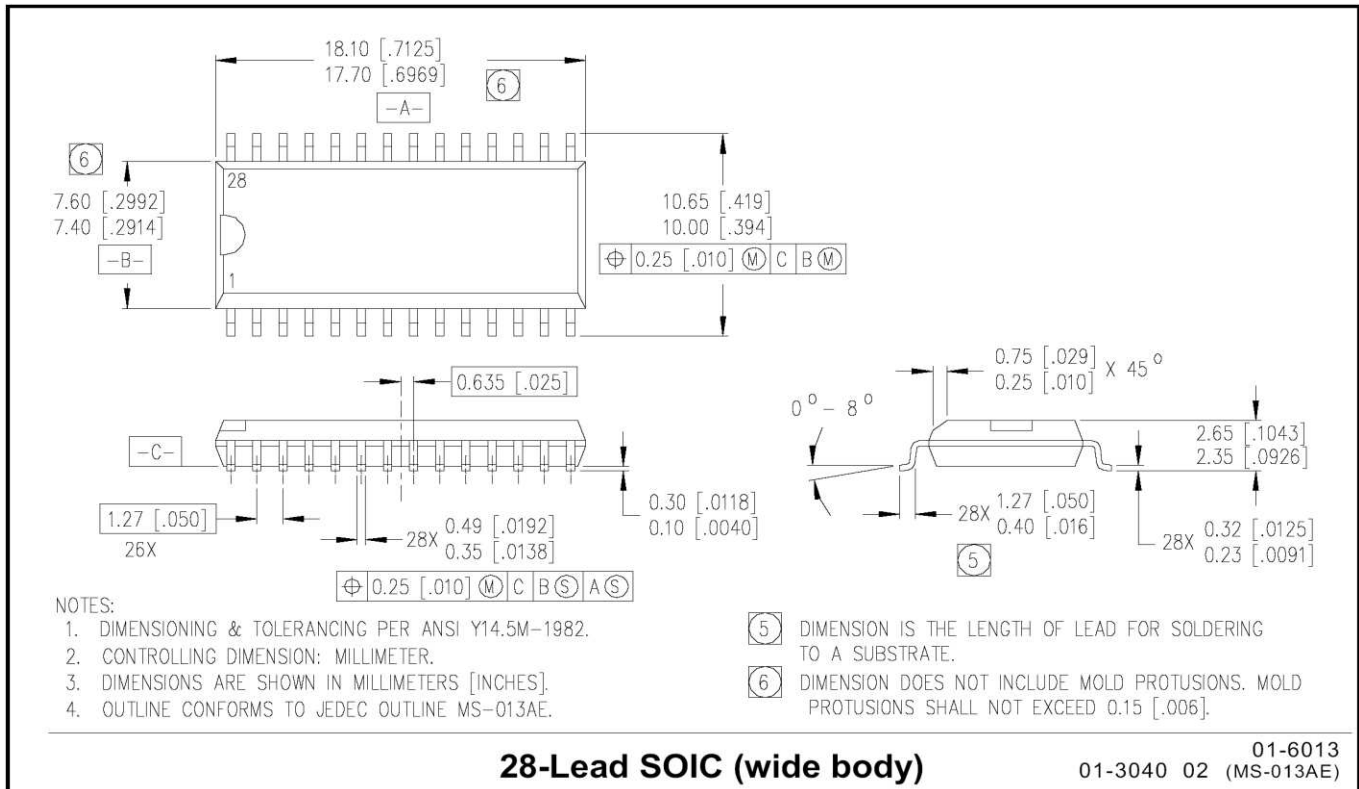 18.10 [.7125]
17.70 [.6969]
6
-A-
6
28
7.60 [.2992]
7.40 [.2914]
-B-
1
10.65 [.419]
10.00 [.394]
⌖ 0.25 [.010] Ⓜ C B Ⓜ
0.635 [.025]
0.75 [.029]
0.25 [.010] X 45°
0° - 8°
-C-
2.65 [.1043]
2.35 [.0926]
1.27 [.050]
26X
28X 0.49 [.0192]
0.35 [.0138]
0.30 [.0118]
0.10 [.0040]
28X 1.27 [.050]
0.40 [.016]
5
28X 0.32 [.0125]
0.23 [.0091]
⌖ 0.25 [.010] Ⓜ C B Ⓢ A Ⓢ
NOTES:
1. DIMENSIONING & TOLERANCING PER ANSI Y14.5M-1982.
2. CONTROLLING DIMENSION: MILLIMETER.
3. DIMENSIONS ARE SHOWN IN MILLIMETERS [INCHES].
4. OUTLINE CONFORMS TO JEDEC OUTLINE MS-013AE.
5 DIMENSION IS THE LENGTH OF LEAD FOR SOLDERING
TO A SUBSTRATE.
6 DIMENSION DOES NOT INCLUDE MOLD PROTUSIONS. MOLD
PROTUSIONS SHALL NOT EXCEED 0.15 [.006].
28-Lead SOIC (wide body)
01-6013
01-3040 02 (MS-013AE)